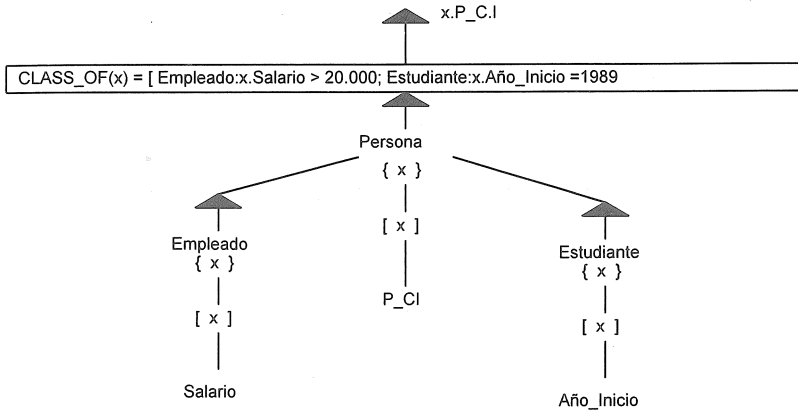 x.P_C.I
CLASS_OF(x) = [ Empleado:x.Salario > 20.000; Estudiante:x.Año_Inicio =1989
Persona
{ x }
[ x ]
P_CI
Empleado
{ x }
[ x ]
Salario
Estudiante
{ x }
[ x ]
Año_Inicio